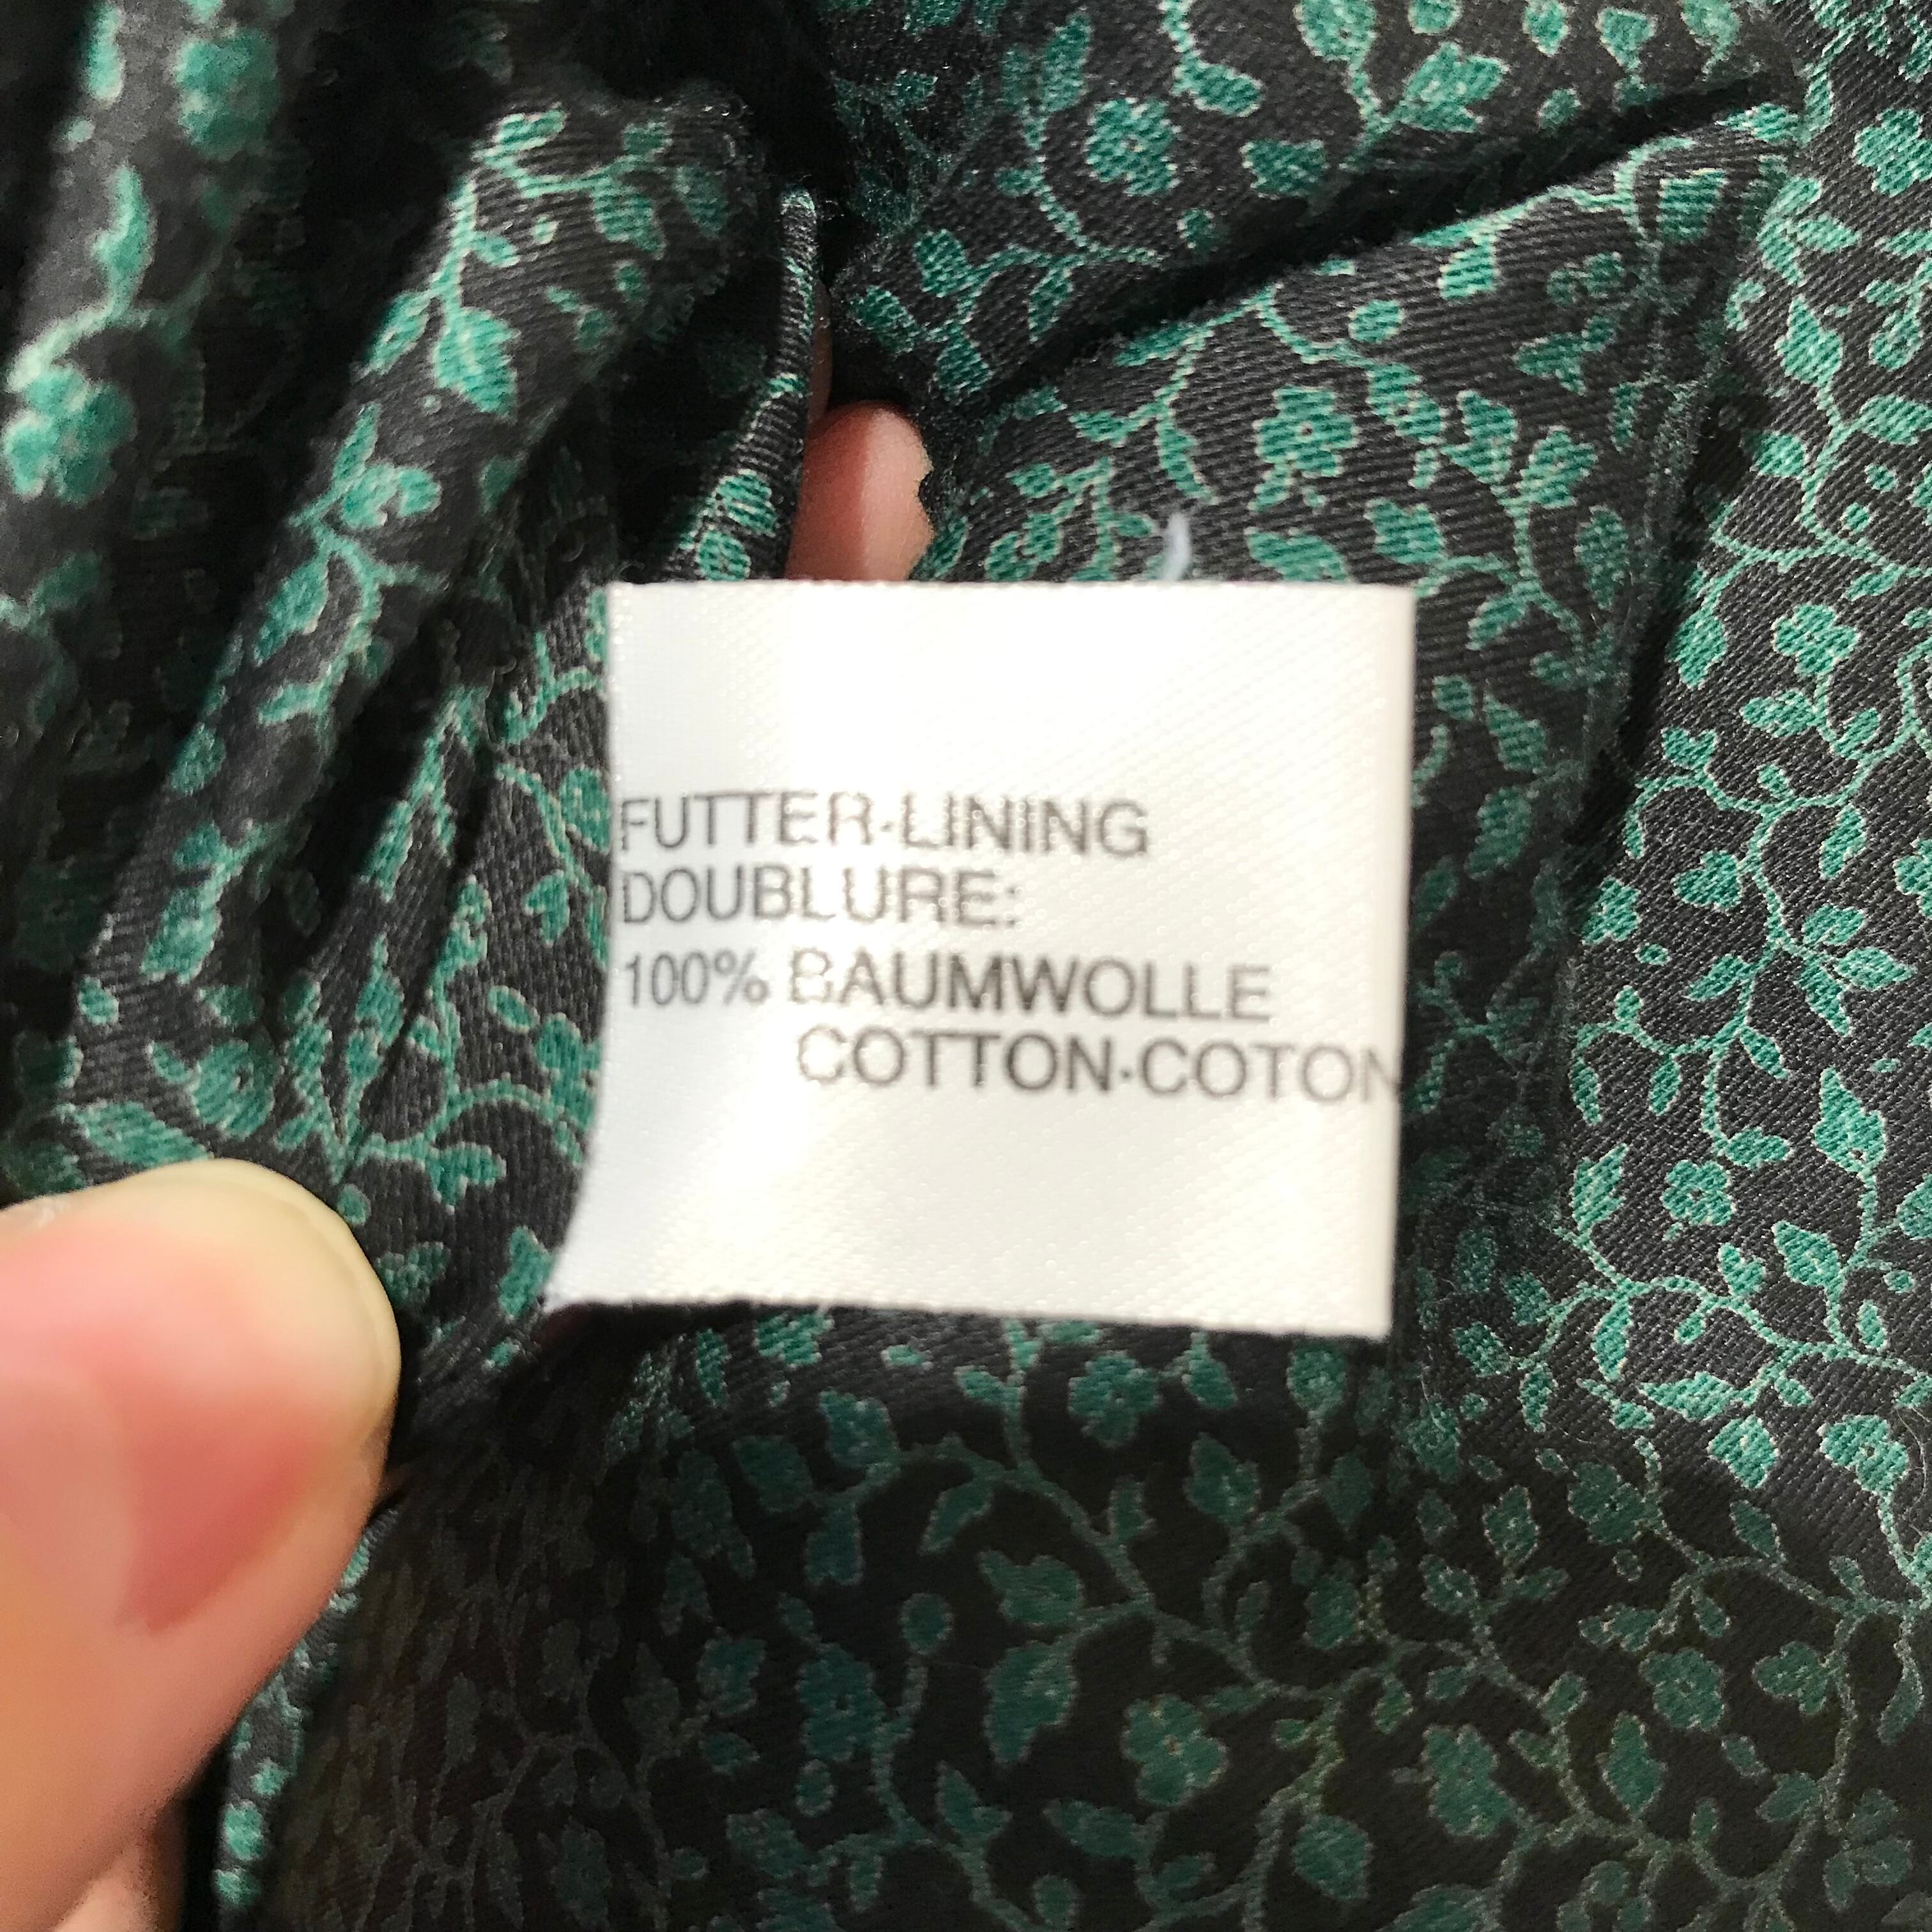 FUTTER·LINING
DOUBLURE:
100% BAUMWOLLE
COTTON·COTON